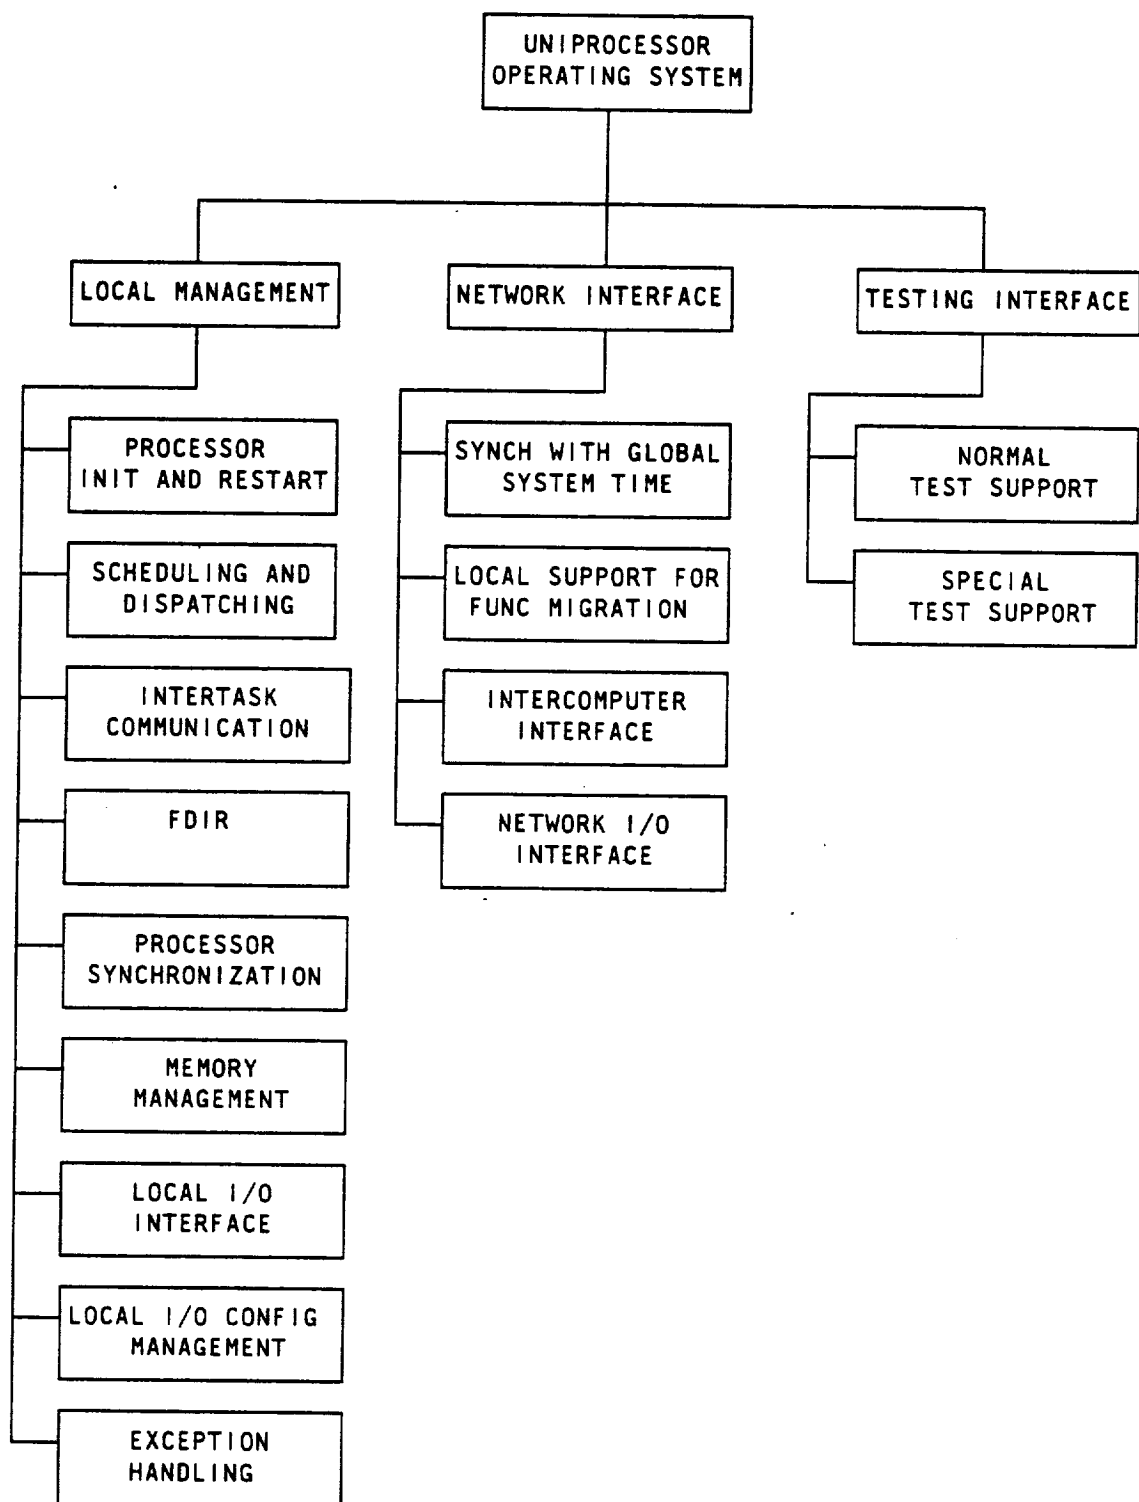 UNIPROCESSOR
OPERATING SYSTEM
LOCAL MANAGEMENT
NETWORK INTERFACE
TESTING INTERFACE
PROCESSOR
INIT AND RESTART
SCHEDULING AND
DISPATCHING
INTERTASK
COMMUNICATION
FDIR
PROCESSOR
SYNCHRONIZATION
MEMORY
MANAGEMENT
LOCAL I/O
INTERFACE
LOCAL I/O CONFIG
MANAGEMENT
EXCEPTION
HANDLING
SYNCH WITH GLOBAL
SYSTEM TIME
LOCAL SUPPORT FOR
FUNC MIGRATION
INTERCOMPUTER
INTERFACE
NETWORK I/O
INTERFACE
NORMAL
TEST SUPPORT
SPECIAL
TEST SUPPORT